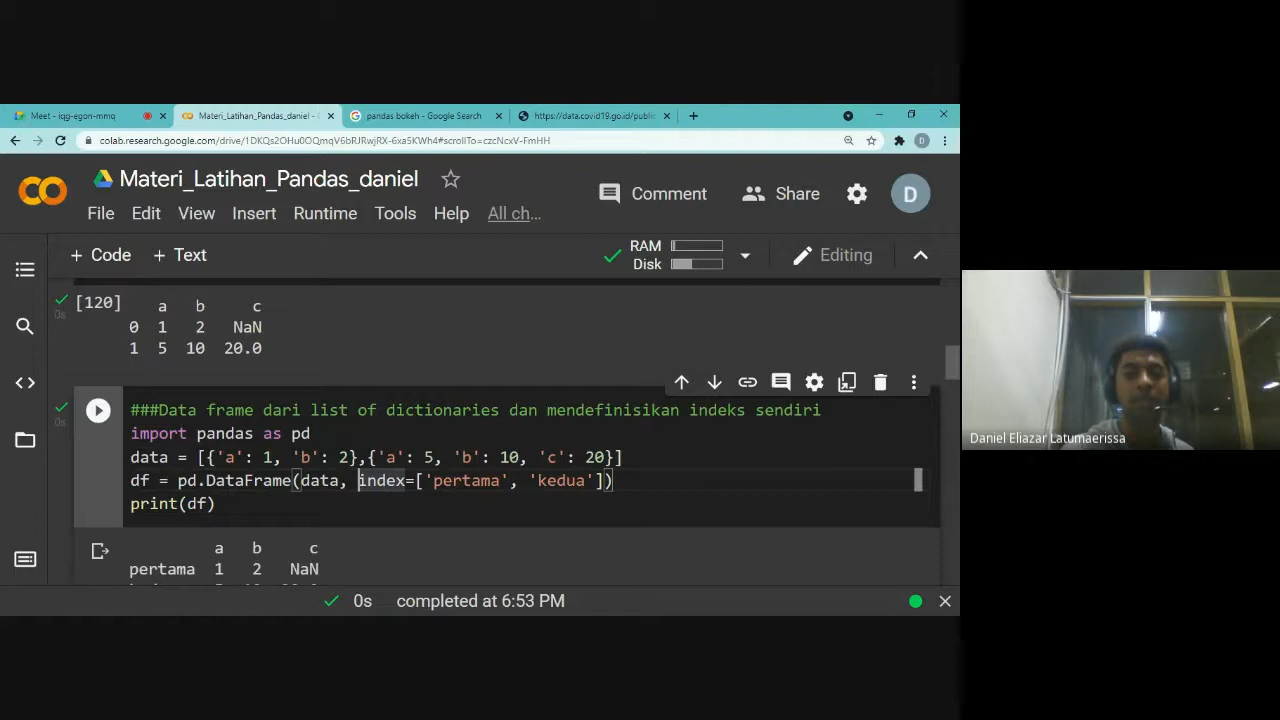 Meet - iqg-egon-mmq
Materi_Latihan_Pandas_daniel -
pandas bokeh - Google Search
https://data.covid19.go.id/public
colab.research.google.com/drive/1DKQs2OHu0OQmqV6bRJRwjRX-6xa5KWh4#scrollTo=czcNcxV-FmHH
D
Materi_Latihan_Pandas_daniel
Comment
Share
D
File Edit View Insert Runtime Tools Help All ch...
+ Code + Text
RAM
Disk
Editing
[120]
0s
a b c
0 1 2 NaN
1 5 10 20.0
0s
###Data frame dari list of dictionaries dan mendefinisikan indeks sendiri
import pandas as pd
data = [{'a': 1, 'b': 2},{'a': 5, 'b': 10, 'c': 20}]
df = pd.DataFrame(data, index=['pertama', 'kedua'])
print(df)
a b c
pertama 1 2 NaN
0s completed at 6:53 PM
Daniel Eliazar Latumaerissa